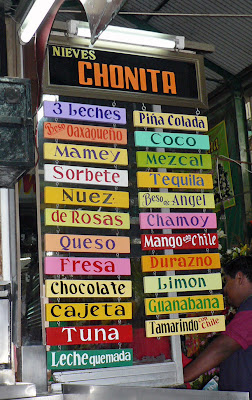 NIEVES
CHONITA
3 Leches
Beso Oaxaqueño
Mamey
Sorbete
Nuez
de Rosas
Queso
Fresa
Chocolate
Cajeta
Tuna
Leche quemada
Piña Colada
Coco
Mezcal
Tequila
Beso de Angel
Chamoy
Mango con Chile
Durazno
Limon
Guanabana
Tamarindo con Chile